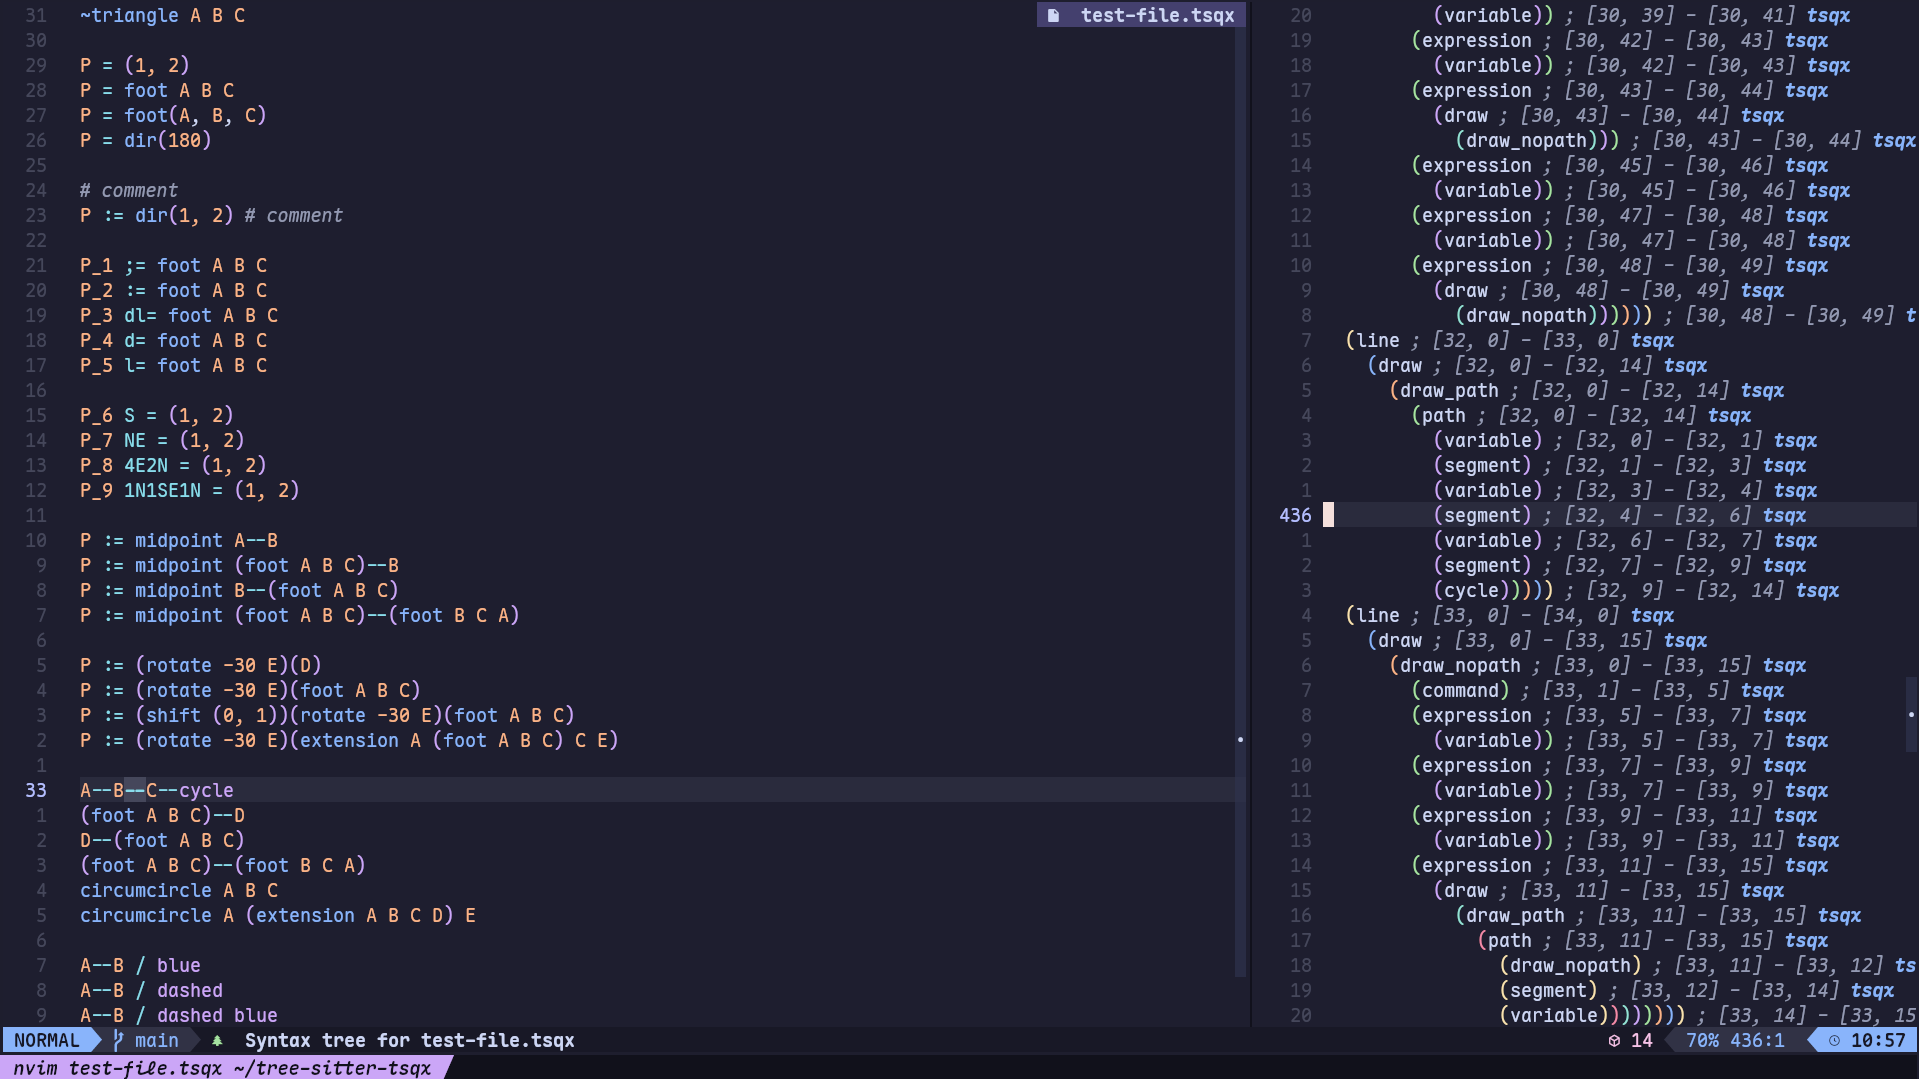 31 ~triangle A B C
test-file.tsqx
30
29 P = (1, 2)
28 P = foot A B C
27 P = foot(A, B, C)
26 P = dir(180)
25
24 # comment
23 P := dir(1, 2) # comment
22
21 P_1 ;= foot A B C
20 P_2 := foot A B C
19 P_3 dl= foot A B C
18 P_4 d= foot A B C
17 P_5 l= foot A B C
16
15 P_6 S = (1, 2)
14 P_7 NE = (1, 2)
13 P_8 4E2N = (1, 2)
12 P_9 1N1SE1N = (1, 2)
11
10 P := midpoint A--B
9 P := midpoint (foot A B C)--B
8 P := midpoint B--(foot A B C)
7 P := midpoint (foot A B C)--(foot B C A)
6
5 P := (rotate -30 E)(D)
4 P := (rotate -30 E)(foot A B C)
3 P := (shift (0, 1))(rotate -30 E)(foot A B C)
2 P := (rotate -30 E)(extension A (foot A B C) C E)
1
33 A--B--C--cycle
1 (foot A B C)--D
2 D--(foot A B C)
3 (foot A B C)--(foot B C A)
4 circumcircle A B C
5 circumcircle A (extension A B C D) E
6
7 A--B / blue
8 A--B / dashed
9 A--B / dashed blue
20 (variable)) ; [30, 39] - [30, 41] tsqx
19 (expression ; [30, 42] - [30, 43] tsqx
18 (variable)) ; [30, 42] - [30, 43] tsqx
17 (expression ; [30, 43] - [30, 44] tsqx
16 (draw ; [30, 43] - [30, 44] tsqx
15 (draw_nopath))) ; [30, 43] - [30, 44] tsqx
14 (expression ; [30, 45] - [30, 46] tsqx
13 (variable)) ; [30, 45] - [30, 46] tsqx
12 (expression ; [30, 47] - [30, 48] tsqx
11 (variable)) ; [30, 47] - [30, 48] tsqx
10 (expression ; [30, 48] - [30, 49] tsqx
9 (draw ; [30, 48] - [30, 49] tsqx
8 (draw_nopath)))))) ; [30, 48] - [30, 49] t
7 (line ; [32, 0] - [33, 0] tsqx
6 (draw ; [32, 0] - [32, 14] tsqx
5 (draw_path ; [32, 0] - [32, 14] tsqx
4 (path ; [32, 0] - [32, 14] tsqx
3 (variable) ; [32, 0] - [32, 1] tsqx
2 (segment) ; [32, 1] - [32, 3] tsqx
1 (variable) ; [32, 3] - [32, 4] tsqx
436 (segment) ; [32, 4] - [32, 6] tsqx
1 (variable) ; [32, 6] - [32, 7] tsqx
2 (segment) ; [32, 7] - [32, 9] tsqx
3 (cycle))))) ; [32, 9] - [32, 14] tsqx
4 (line ; [33, 0] - [34, 0] tsqx
5 (draw ; [33, 0] - [33, 15] tsqx
6 (draw_nopath ; [33, 0] - [33, 15] tsqx
7 (command) ; [33, 1] - [33, 5] tsqx
8 (expression ; [33, 5] - [33, 7] tsqx
9 (variable)) ; [33, 5] - [33, 7] tsqx
10 (expression ; [33, 7] - [33, 9] tsqx
11 (variable)) ; [33, 7] - [33, 9] tsqx
12 (expression ; [33, 9] - [33, 11] tsqx
13 (variable)) ; [33, 9] - [33, 11] tsqx
14 (expression ; [33, 11] - [33, 15] tsqx
15 (draw ; [33, 11] - [33, 15] tsqx
16 (draw_path ; [33, 11] - [33, 15] tsqx
17 (path ; [33, 11] - [33, 15] tsqx
18 (draw_nopath) ; [33, 11] - [33, 12] ts
19 (segment) ; [33, 12] - [33, 14] tsqx
20 (variable)))))))) ; [33, 14] - [33, 15
NORMAL main Syntax tree for test-file.tsqx 14 70% 436:1 10:57
nvim test-file.tsqx ~/tree-sitter-tsqx